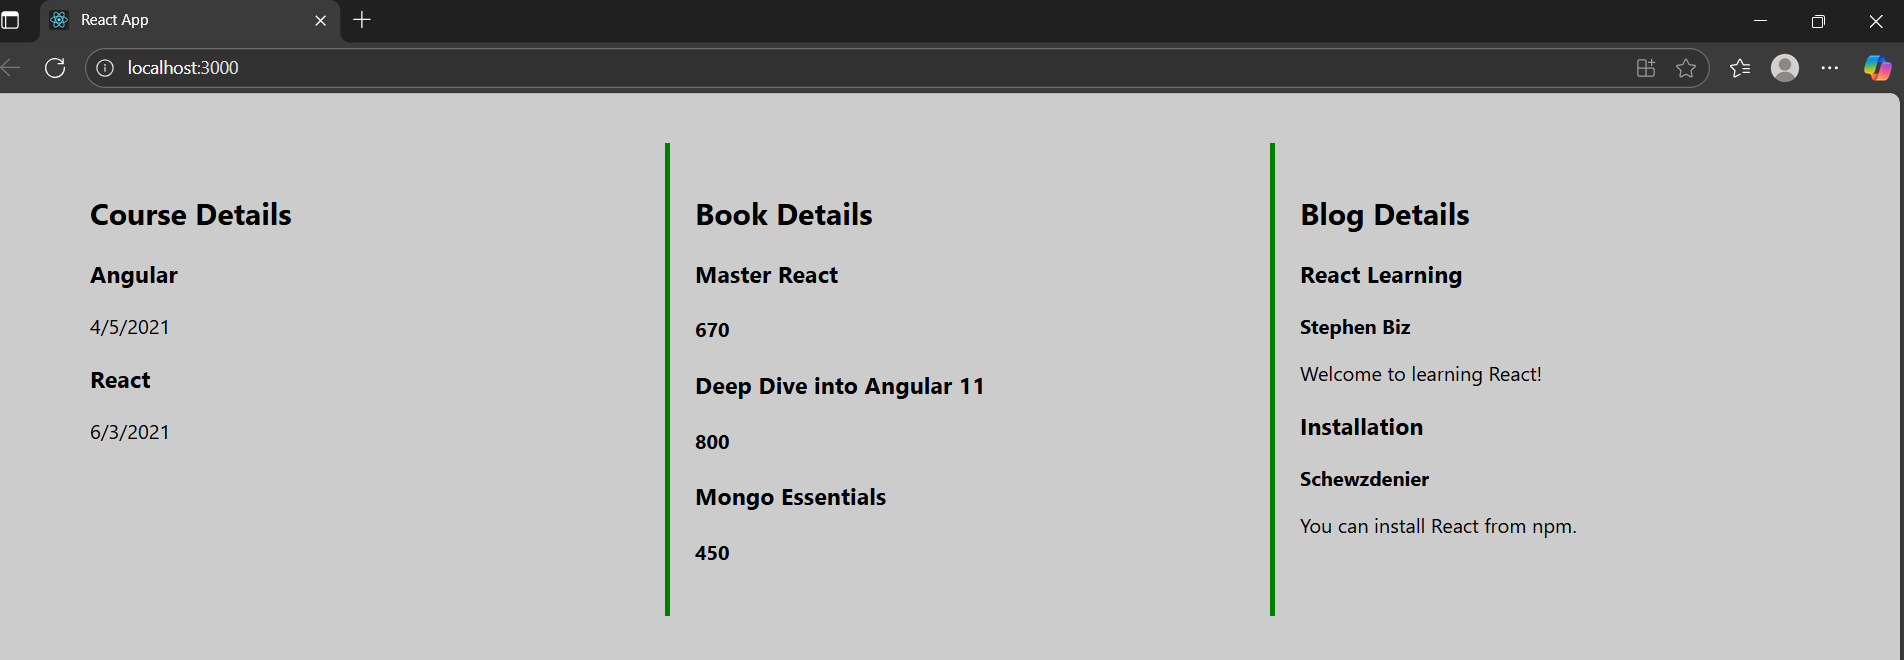 React App
localhost:3000
Course Details
Angular
4/5/2021
React
6/3/2021
Book Details
Master React
670
Deep Dive into Angular 11
800
Mongo Essentials
450
Blog Details
React Learning
Stephen Biz
Welcome to learning React!
Installation
Schewzdenier
You can install React from npm.